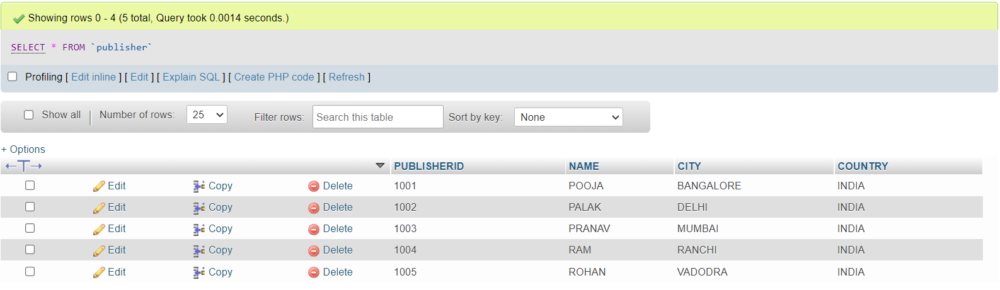 Showing rows 0 - 4 (5 total, Query took 0.0014 seconds.)
SELECT * FROM `publisher`
Profiling [ Edit inline ] [ Edit ] [ Explain SQL ] [ Create PHP code ] [ Refresh ]
Show all Number of rows: 25 Filter rows: Search this table Sort by key: None
+ Options
←T→ PUBLISHERID NAME CITY COUNTRY
Edit Copy Delete 1001 POOJA BANGALORE INDIA
Edit Copy Delete 1002 PALAK DELHI INDIA
Edit Copy Delete 1003 PRANAV MUMBAI INDIA
Edit Copy Delete 1004 RAM RANCHI INDIA
Edit Copy Delete 1005 ROHAN VADODRA INDIA